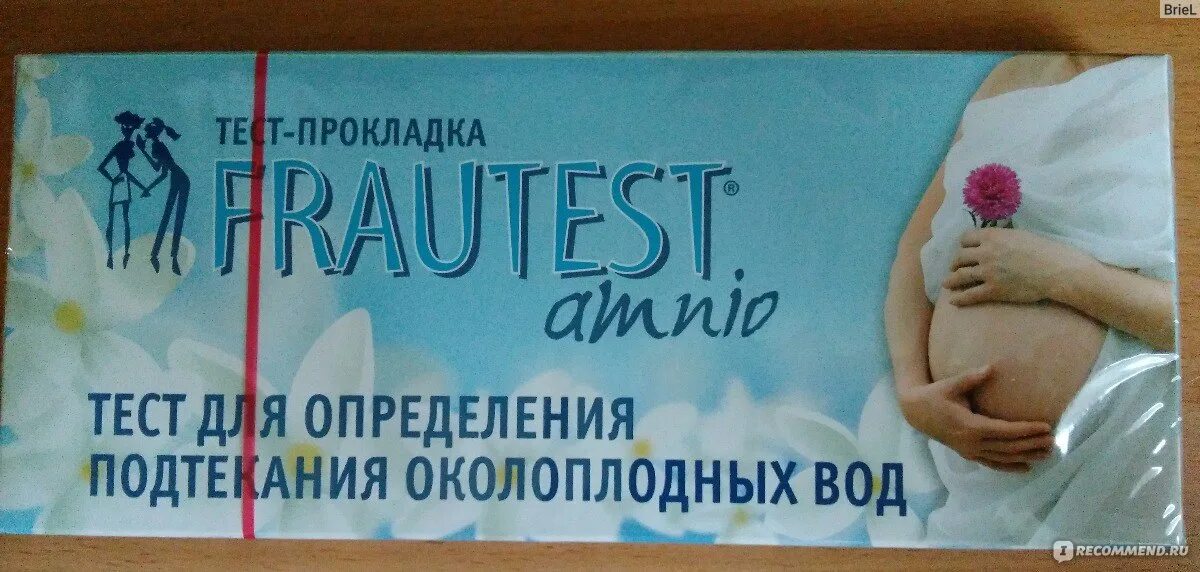 BrieL
ТЕСТ-ПРОКЛАДКА
FRAUTEST®
amnio
ТЕСТ ДЛЯ ОПРЕДЕЛЕНИЯ
ПОДТЕКАНИЯ ОКОЛОПЛОДНЫХ ВОД
I RECOMMEND.RU